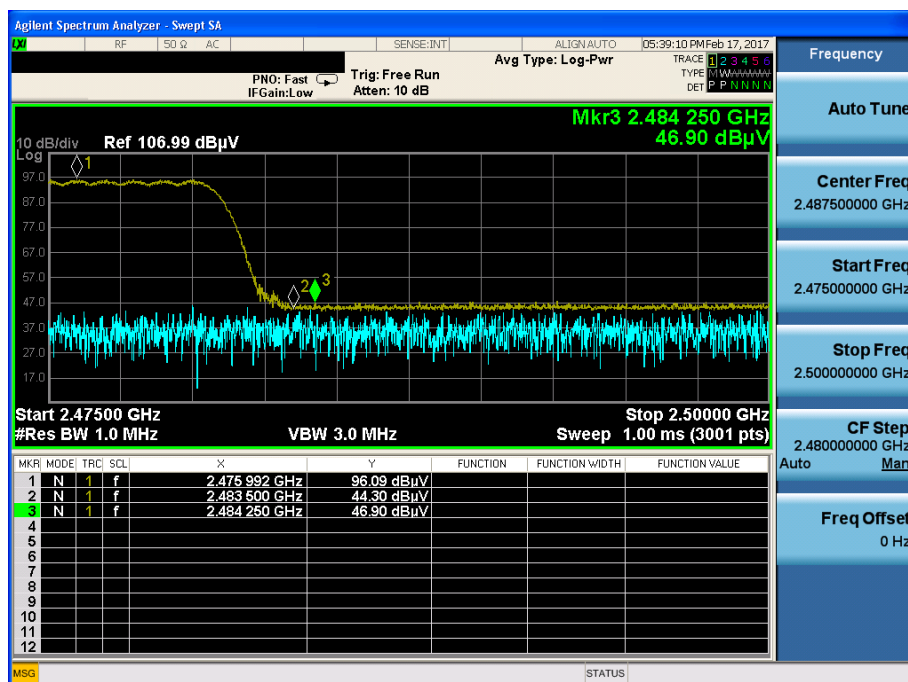 Agilent Spectrum Analyzer - Swept SA
LXI RF 50 Ω AC SENSE:INT ALIGN AUTO 05:39:10 PM Feb 17, 2017
Frequency
Avg Type: Log-Pwr
TRACE 1 2 3 4 5 6
PNO: Fast Trig: Free Run
TYPE M W W W W W
IFGain:Low Atten: 10 dB
DET P P N N N N
Auto Tune
Mkr3 2.484 250 GHz
46.90 dBµV
10 dB/div Ref 106.99 dBµV
Log
97.0
87.0
77.0
67.0
57.0
47.0
37.0
27.0
17.0
1
2
3
Center Freq
2.487500000 GHz
Start Freq
2.475000000 GHz
Stop Freq
2.500000000 GHz
Start 2.47500 GHz Stop 2.50000 GHz
#Res BW 1.0 MHz VBW 3.0 MHz Sweep 1.00 ms (3001 pts)
CF Step
2.480000000 GHz
Auto Man
MKR MODE TRC SCL X Y FUNCTION FUNCTION WIDTH FUNCTION VALUE
1 N 1 f 2.475 992 GHz 96.09 dBµV
2 N 1 f 2.483 500 GHz 44.30 dBµV
3 N 1 f 2.484 250 GHz 46.90 dBµV
4
5
6
7
8
9
10
11
12
Freq Offset
0 Hz
MSG STATUS